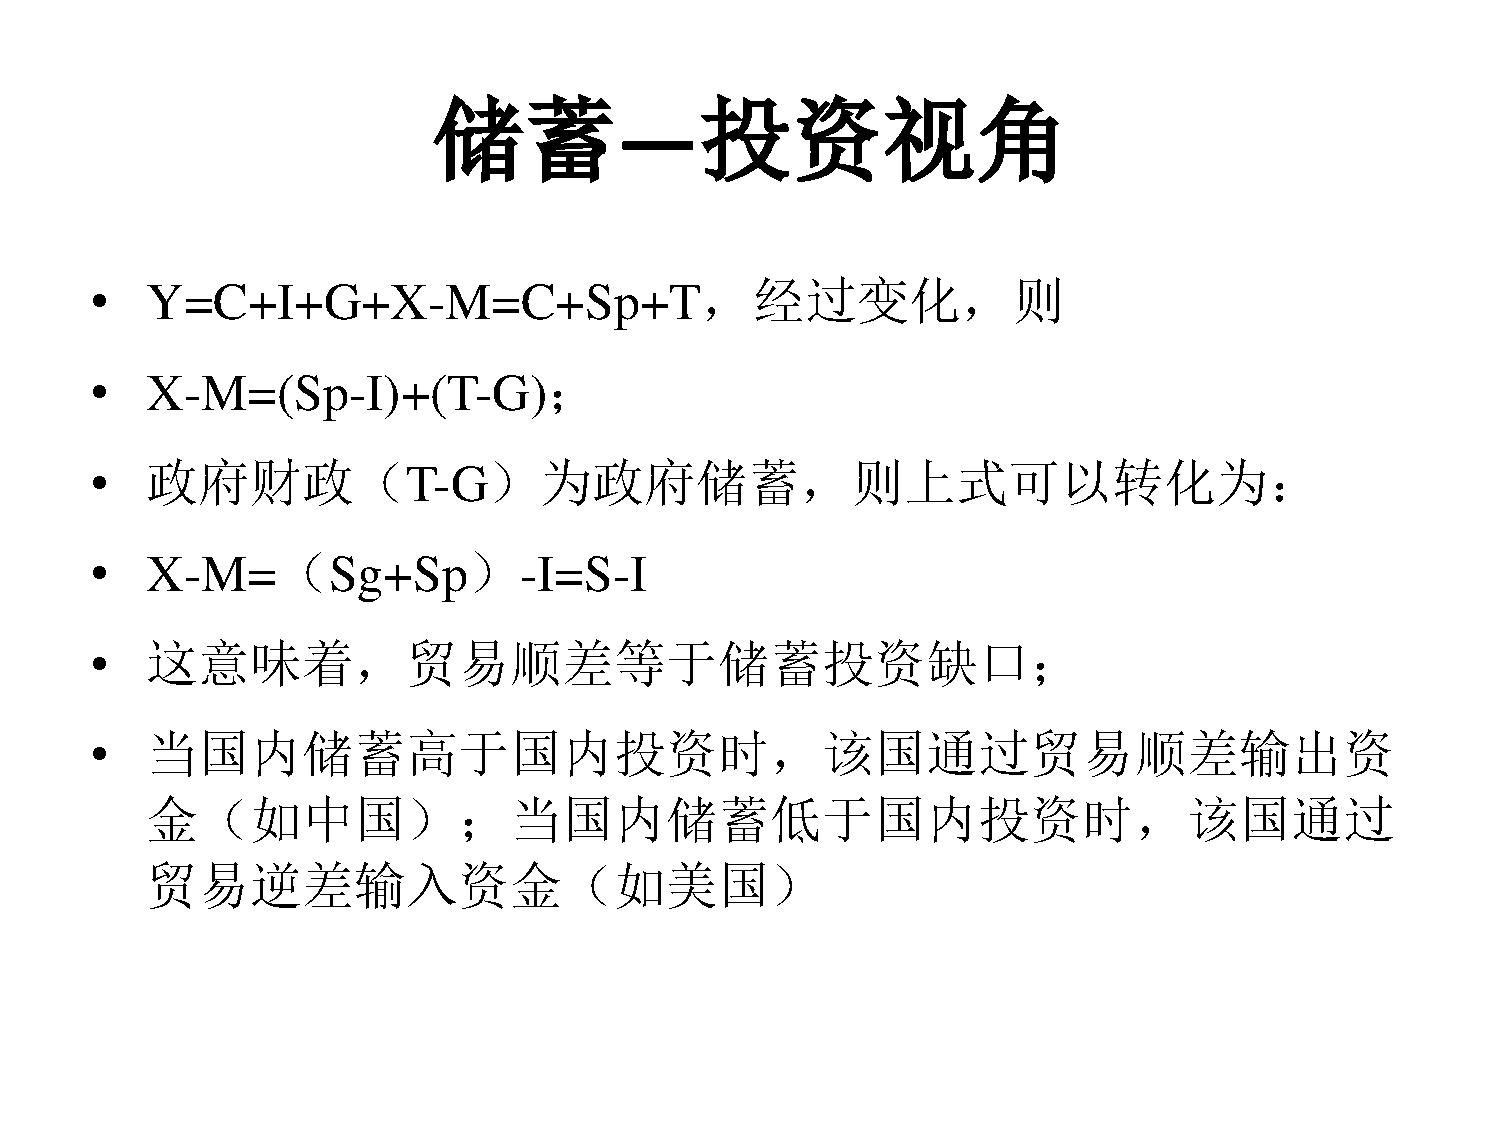 储蓄—投资视角
• Y=C+I+G+X-M=C+Sp+T，经过变化，则
• X-M=(Sp-I)+(T-G);
• 政府财政（T-G）为政府储蓄，则上式可以转化为：
• X-M=（Sg+Sp）-I=S-I
• 这意味着，贸易顺差等于储蓄投资缺口；
• 当国内储蓄高于国内投资时，该国通过贸易顺差输出资
金（如中国）；当国内储蓄低于国内投资时，该国通过
贸易逆差输入资金（如美国）